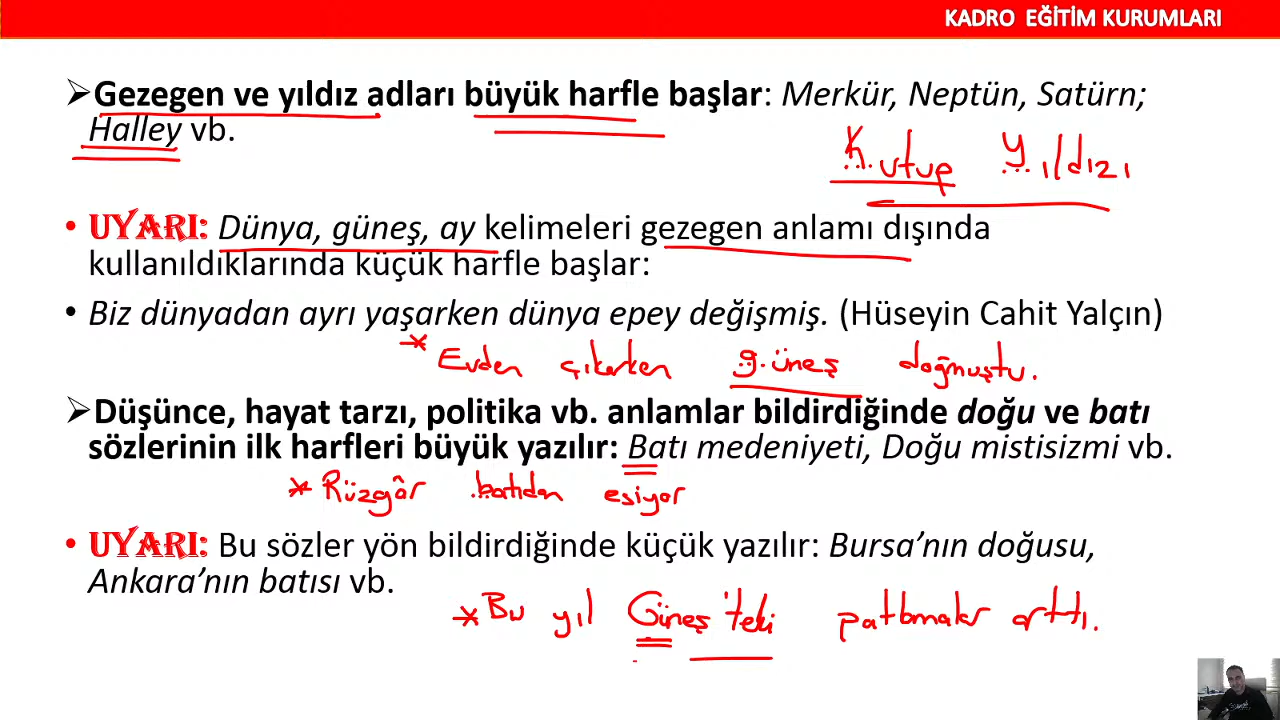 KADRO EĞİTİM KURUMLARI
➢Gezegen ve yıldız adları büyük harfle başlar: Merkür, Neptün, Satürn;
Halley vb.
Kutup Yıldızı
• UYARI: Dünya, güneş, ay kelimeleri gezegen anlamı dışında
kullanıldıklarında küçük harfle başlar:
• Biz dünyadan ayrı yaşarken dünya epey değişmiş. (Hüseyin Cahit Yalçın)
* Evden çıkarken güneş doğmuştu.
➢Düşünce, hayat tarzı, politika vb. anlamlar bildirdiğinde doğu ve batı
sözlerinin ilk harfleri büyük yazılır: Batı medeniyeti, Doğu mistisizmi vb.
* Rüzgâr batıdan esiyor
• UYARI: Bu sözler yön bildirdiğinde küçük yazılır: Bursa’nın doğusu,
Ankara’nın batısı vb.
* Bu yıl Güneş'teki patlamalar arttı.